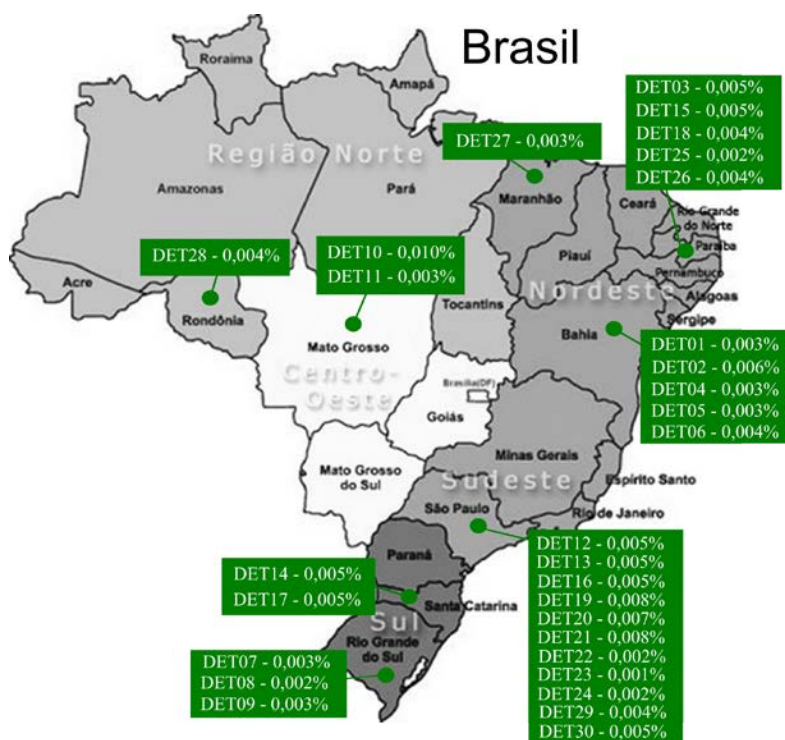 Brasil
Roraima
Amapá
DET03 - 0,005%
DET15 - 0,005%
DET18 - 0,004%
DET25 - 0,002%
DET26 - 0,004%
DET27 - 0,003%
Região Norte
Amazonas
Pará
Maranhão
Ceará
Rio Grande
do Norte
Paraíba
Piauí
Pernambuco
Alagoas
Sergipe
DET28 - 0,004%
DET10 - 0,010%
DET11 - 0,003%
Acre
Rondônia
Tocantins
Nordeste
Mato Grosso
Bahia
DET01 - 0,003%
DET02 - 0,006%
DET04 - 0,003%
DET05 - 0,003%
DET06 - 0,004%
Centro-
Oeste
Brasília(DF)
Goiás
Mato Grosso
do Sul
Minas Gerais
Sudeste
Espírito Santo
São Paulo
Rio de Janeiro
DET12 - 0,005%
DET13 - 0,005%
DET16 - 0,005%
DET19 - 0,008%
DET20 - 0,007%
DET21 - 0,008%
DET22 - 0,002%
DET23 - 0,001%
DET24 - 0,002%
DET29 - 0,004%
DET30 - 0,005%
Paraná
DET14 - 0,005%
DET17 - 0,005%
Santa Catarina
Sul
Rio Grande
do Sul
DET07 - 0,003%
DET08 - 0,002%
DET09 - 0,003%